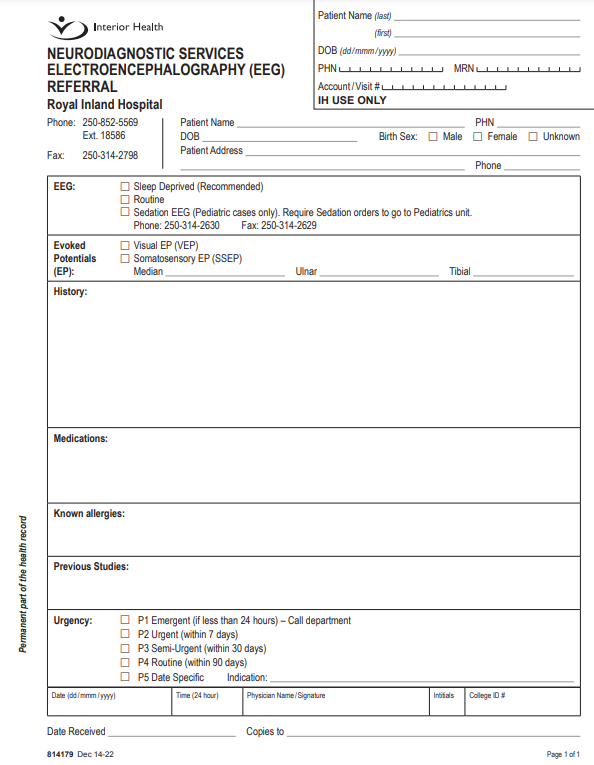 Interior Health
NEURODIAGNOSTIC SERVICES
ELECTROENCEPHALOGRAPHY (EEG)
REFERRAL
Royal Inland Hospital
Patient Name (last)
(first)
DOB (dd/mmm/yyyy)
PHN MRN
Account/Visit #
IH USE ONLY
Phone: 250-852-5569
Ext. 18586
Fax: 250-314-2798
Patient Name PHN
DOB Birth Sex: Male Female Unknown
Patient Address
Phone
EEG: Sleep Deprived (Recommended)
Routine
Sedation EEG (Pediatric cases only). Require Sedation orders to go to Pediatrics unit.
Phone: 250-314-2630 Fax: 250-314-2629
Evoked Potentials (EP): Visual EP (VEP)
Somatosensory EP (SSEP)
Median Ulnar Tibial
History:
Medications:
Known allergies:
Previous Studies:
Urgency: P1 Emergent (if less than 24 hours) – Call department
P2 Urgent (within 7 days)
P3 Semi-Urgent (within 30 days)
P4 Routine (within 90 days)
P5 Date Specific Indication:
Date (dd/mmm/yyyy) Time (24 hour) Physician Name/Signature Intitials College ID #
Date Received Copies to
814179 Dec 14-22 Page 1 of 1
Permanent part of the health record